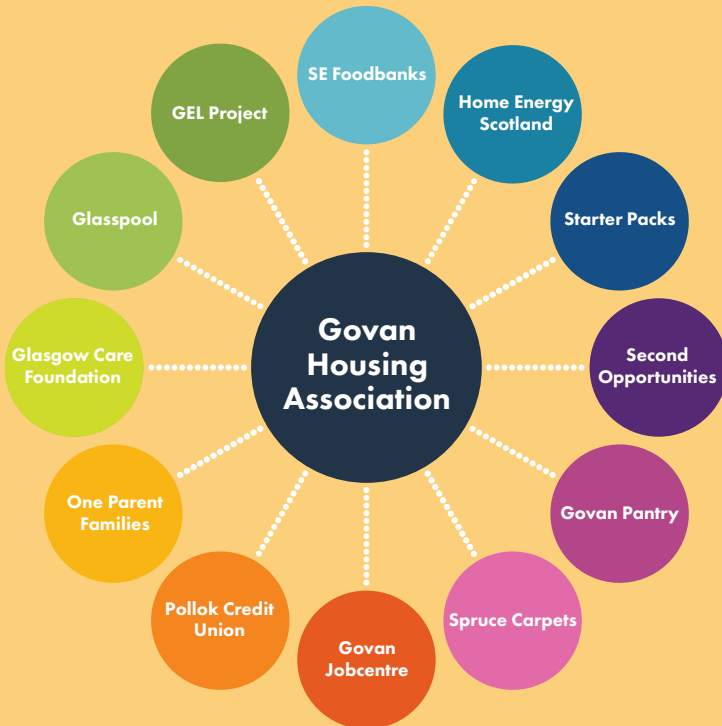 SE Foodbanks
Home Energy
Scotland
Starter Packs
Second
Opportunities
Govan Pantry
Spruce Carpets
Govan
Jobcentre
Pollok Credit
Union
One Parent
Families
Glasgow Care
Foundation
Glasspool
GEL Project
Govan
Housing
Association